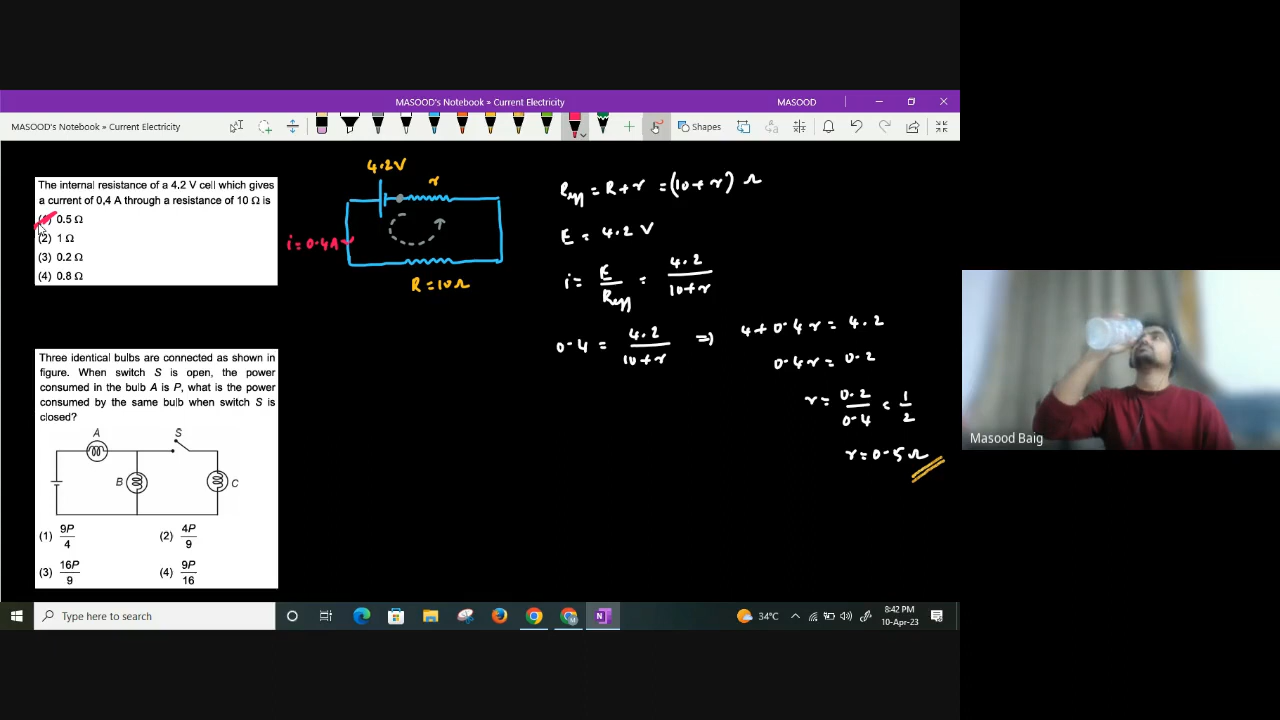 MASOOD's Notebook » Current Electricity
MASOOD
MASOOD's Notebook » Current Electricity
Shapes
The internal resistance of a 4.2 V cell which gives
a current of 0,4 A through a resistance of 10 Ω is
0.5 Ω
(2) 1 Ω
(3) 0.2 Ω
(4) 0.8 Ω
4.2V
r
i = 0.4A
R = 10Ω
Reff = R+r = (10+r) Ω
E = 4.2 V
i = E/Reff = 4.2/10+r
0.4 = 4.2/10+r ⇒ 4+0.4r = 4.2
0.4r = 0.2
r = 0.2/0.4 = 1/2
r = 0.5 Ω
Three identical bulbs are connected as shown in
figure. When switch S is open, the power
consumed in the bulb A is P, what is the power
consumed by the same bulb when switch S is
closed?
A
S
B
C
(1) 9P/4 (2) 4P/9
(3) 16P/9 (4) 9P/16
Masood Baig
Type here to search
34°C
8:42 PM
10-Apr-23